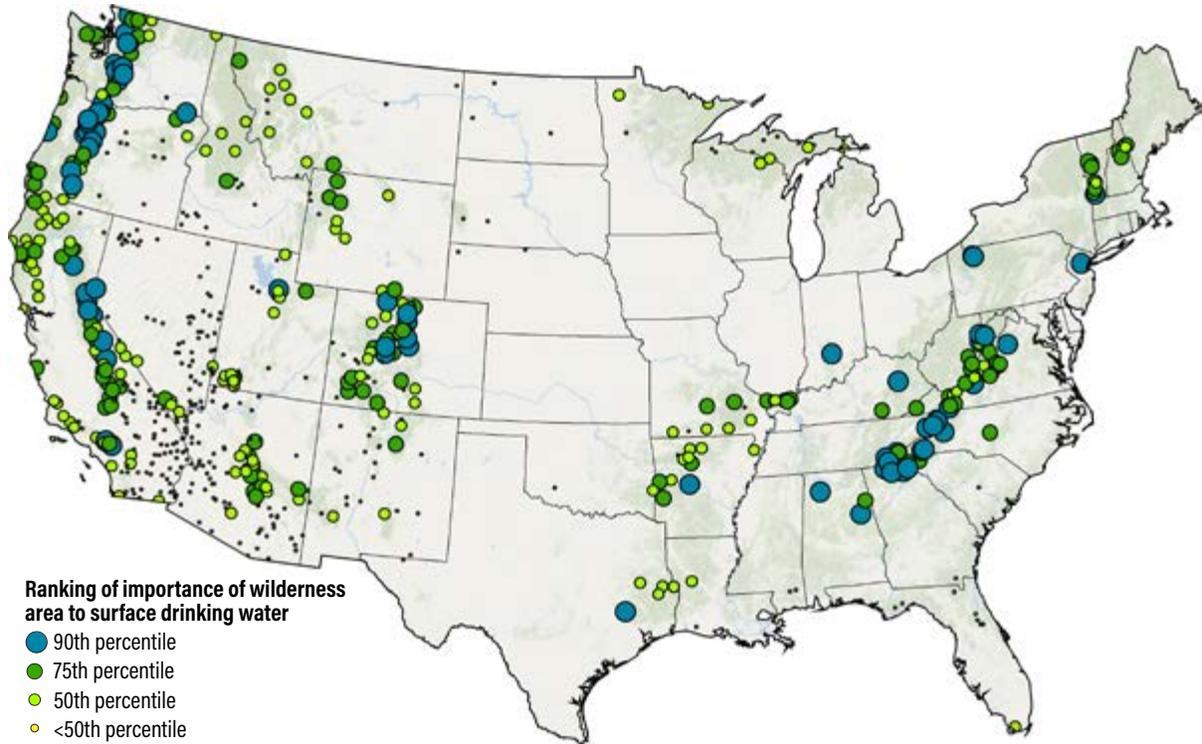 Ranking of importance of wilderness
area to surface drinking water
90th percentile
75th percentile
50th percentile
<50th percentile